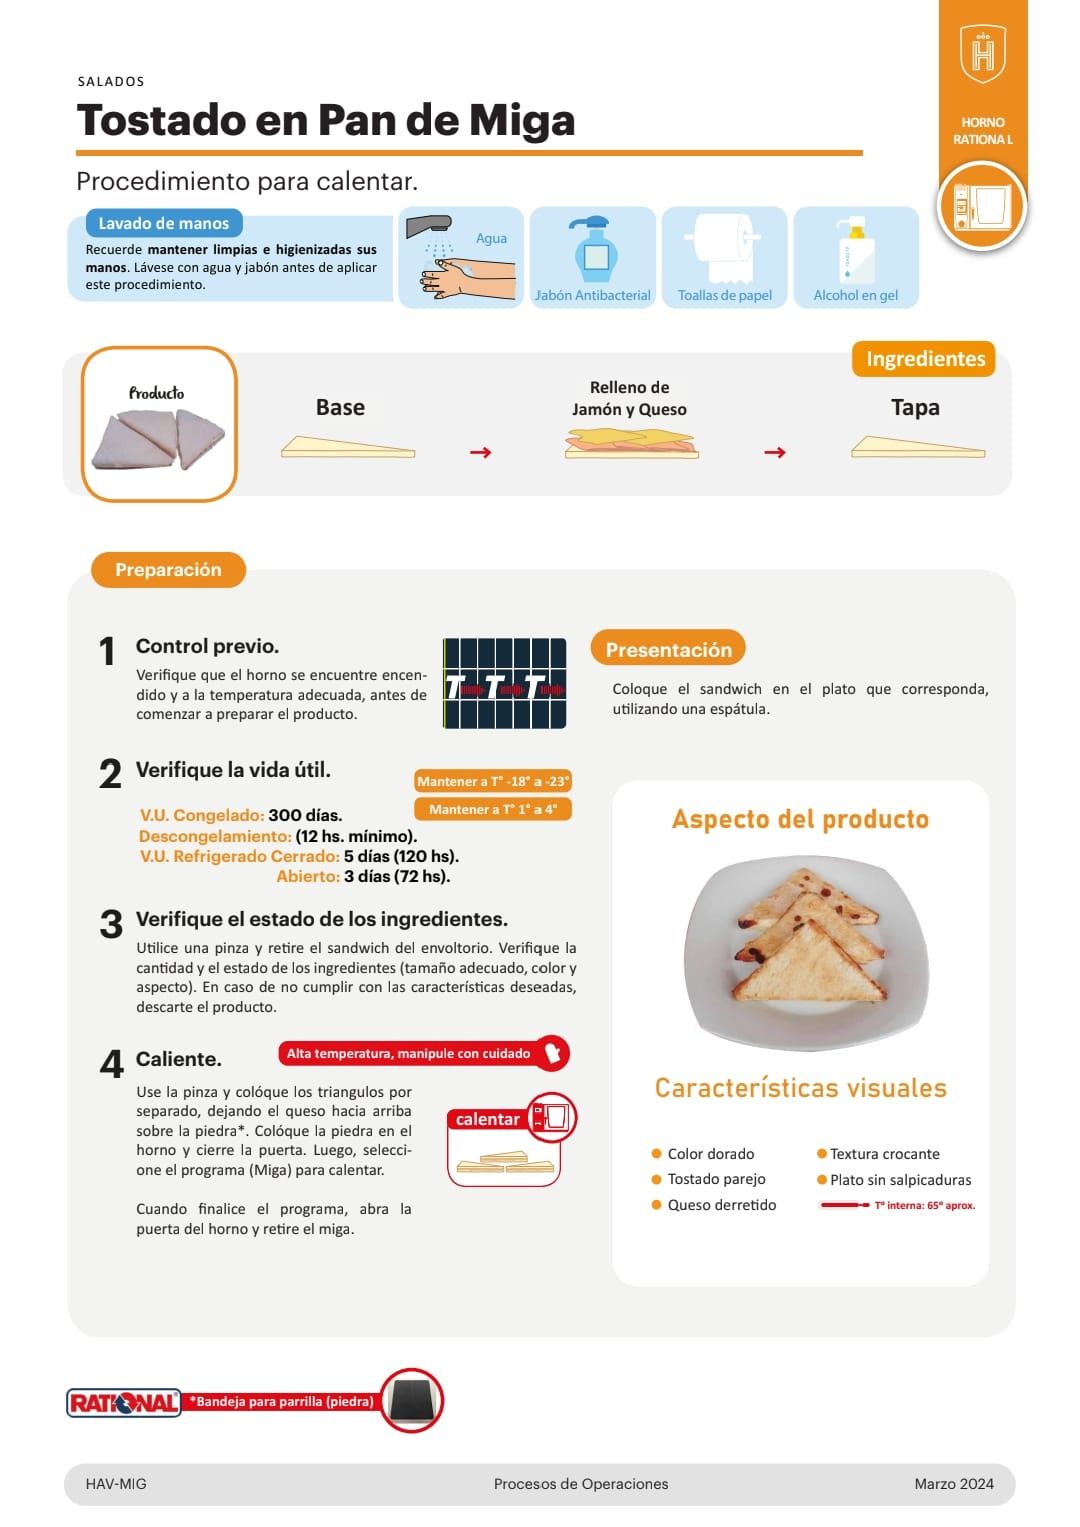 SALADOS
Tostado en Pan de Miga
Procedimiento para calentar.
HORNO
RATIONAL
Lavado de manos
Recuerde mantener limpias e higienizadas sus
manos. Lávese con agua y jabón antes de aplicar
este procedimiento.
Agua
Jabón Antibacterial
Toallas de papel
Alcohol en gel
Ingredientes
Producto
Base
→
Relleno de
Jamón y Queso
→
Tapa
Preparación
1 Control previo.
Verifique que el horno se encuentre encen-
dido y a la temperatura adecuada, antes de
comenzar a preparar el producto.
T T T
2 Verifique la vida útil.
Mantener a T° -18° a -23°
Mantener a T° 1° a 4°
V.U. Congelado: 300 días.
Descongelamiento: (12 hs. mínimo).
V.U. Refrigerado Cerrado: 5 días (120 hs).
Abierto: 3 días (72 hs).
3 Verifique el estado de los ingredientes.
Utilice una pinza y retire el sandwich del envoltorio. Verifique la
cantidad y el estado de los ingredientes (tamaño adecuado, color y
aspecto). En caso de no cumplir con las características deseadas,
descarte el producto.
4 Caliente.
Alta temperatura, manipule con cuidado
Use la pinza y colóque los triangulos por
separado, dejando el queso hacia arriba
sobre la piedra*. Colóque la piedra en el
horno y cierre la puerta. Luego, selecci-
one el programa (Miga) para calentar.
calentar
Cuando finalice el programa, abra la
puerta del horno y retire el miga.
Presentación
Coloque el sandwich en el plato que corresponda,
utilizando una espátula.
Aspecto del producto
Características visuales
Color dorado
Tostado parejo
Queso derretido
Textura crocante
Plato sin salpicaduras
Tº interna: 65º aprox.
RATIONAL
*Bandeja para parrilla (piedra)
HAV-MIG
Procesos de Operaciones
Marzo 2024